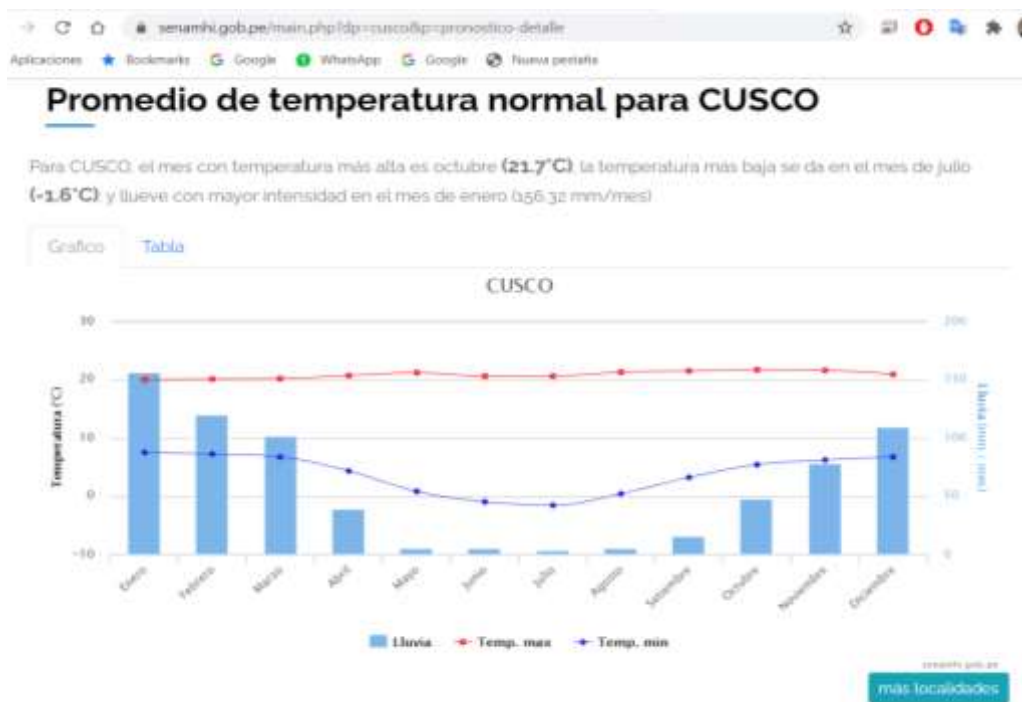 senamhi.gob.pe/main.php?dp=cusco&p=pronostico-detalle
Aplicaciones Bookmarks Google WhatsApp Google Nueva pestaña
Promedio de temperatura normal para CUSCO
Para CUSCO, el mes con temperatura más alta es octubre (21.7°C); la temperatura más baja se da en el mes de julio
(-1.6°C); y llueve con mayor intensidad en el mes de enero (156.32 mm/mes)
Grafico Tabla
CUSCO
30 200
20 150
10 100
0 50
-10 0
Temperatura (°C)
Lluvia (mm / mes)
Enero Febrero Marzo Abril Mayo Junio Julio Agosto Setiembre Octubre Noviembre Diciembre
Lluvia Temp. max Temp. min
senamhi.gob.pe
más localidades